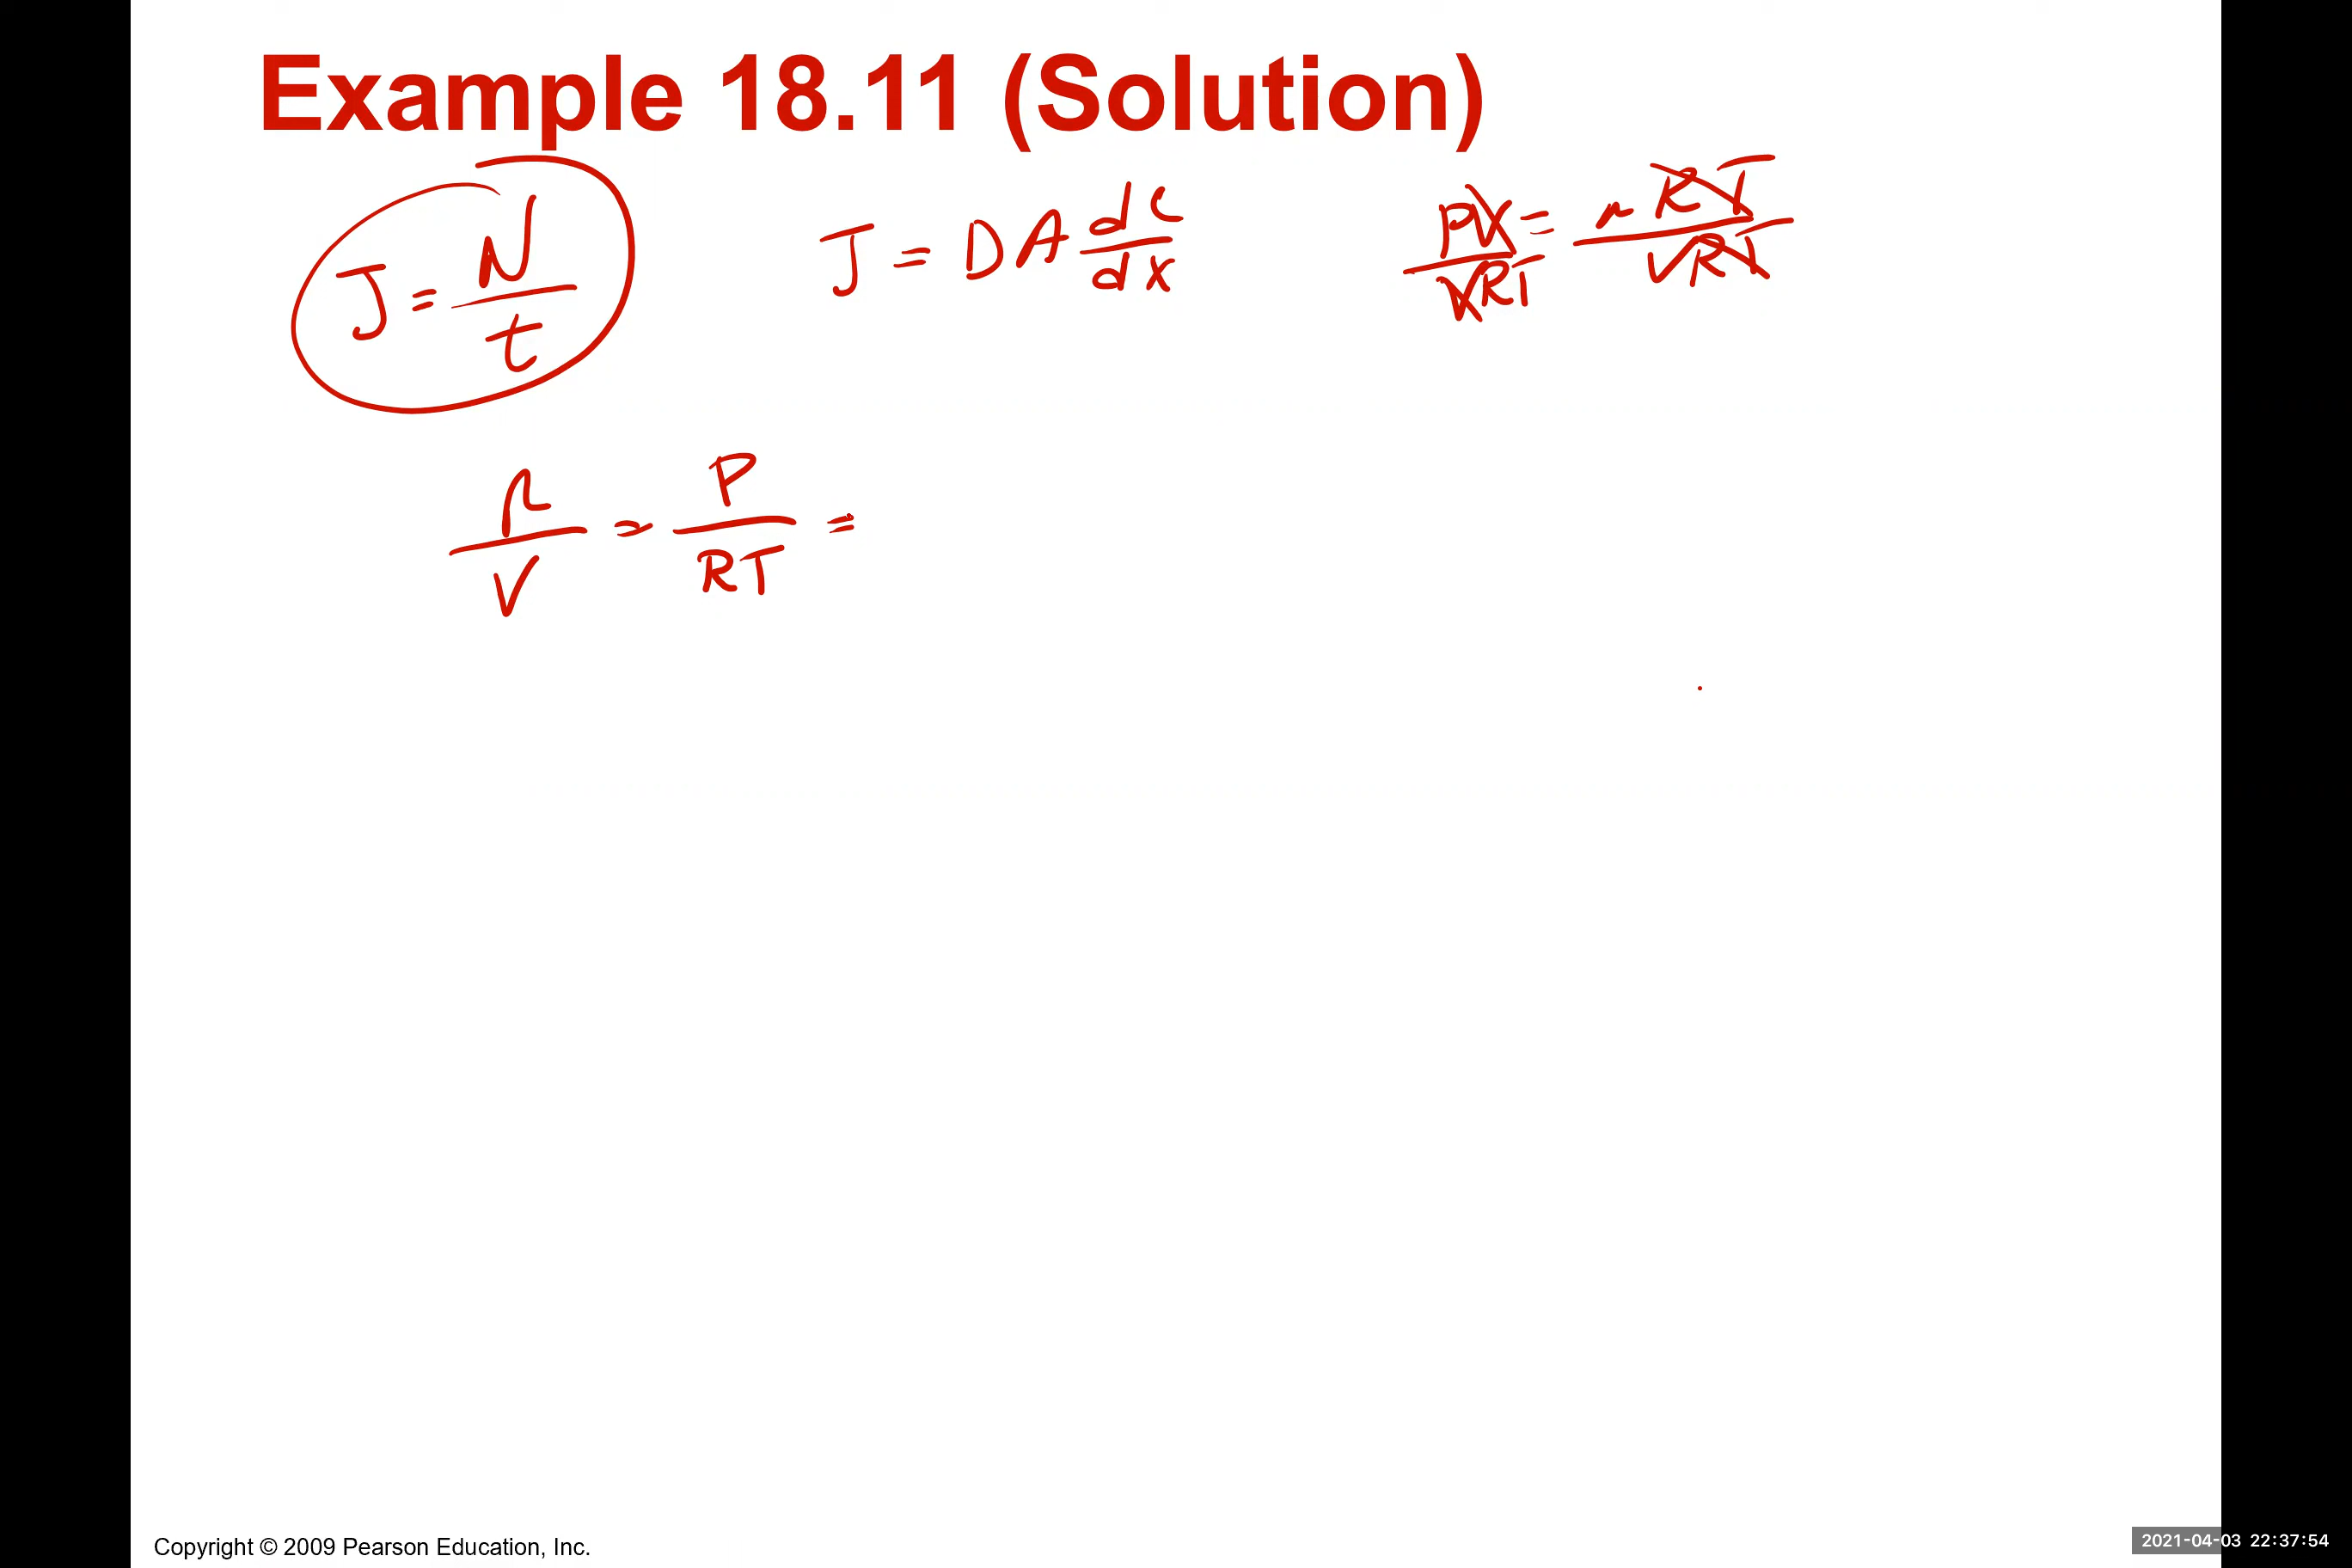 Example 18.11 (Solution)
J = N / t
J = D A dc / dx
PV / VRT = nRT / VRT
n / V = P / RT =
Copyright © 2009 Pearson Education, Inc.
2021-04-03 22:37:54